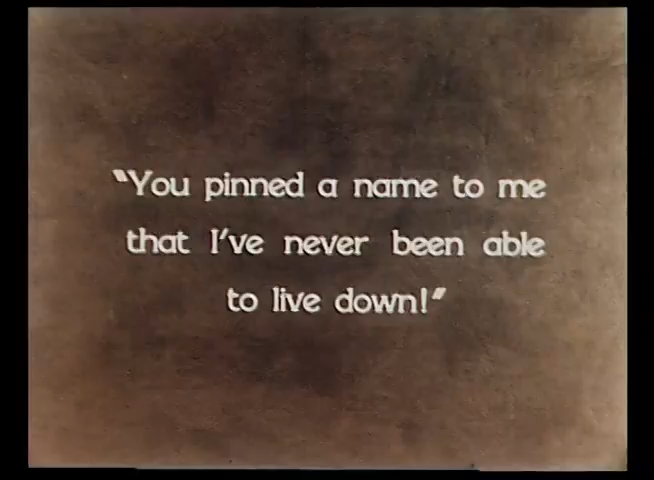 "You pinned a name to me
that I've never been able
to live down!"